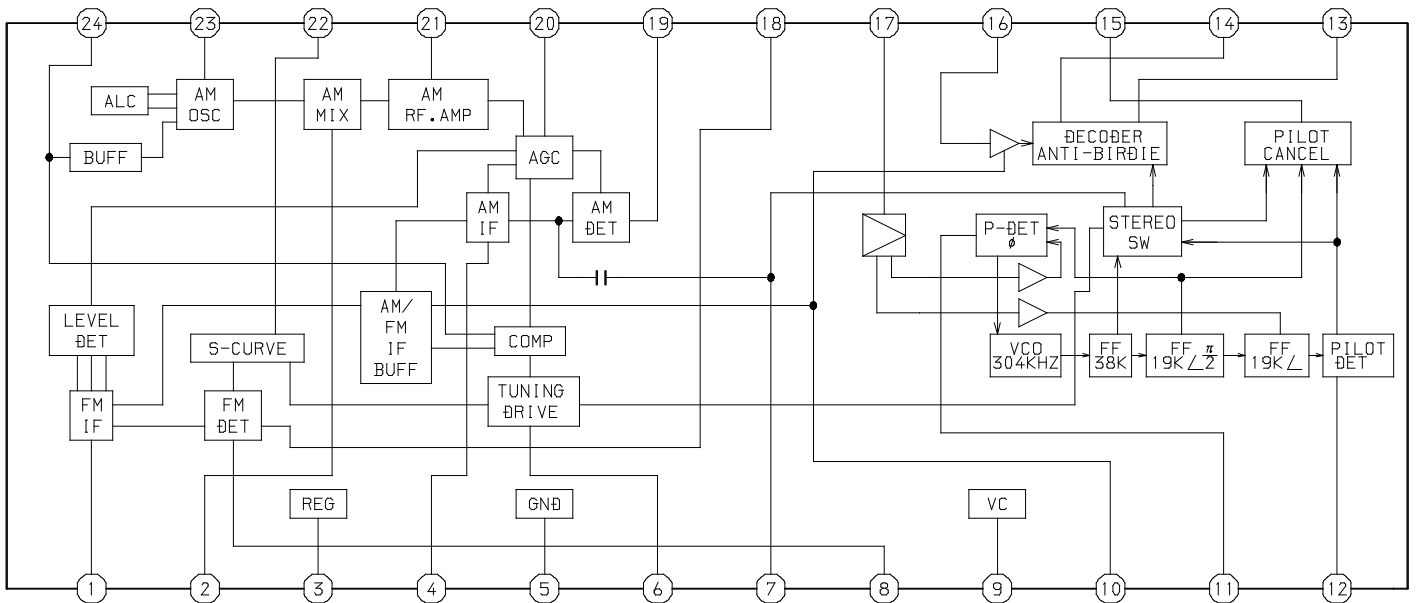 24 23 22 21 20 19 18 17 16 15 14 13
ALC
AM
OSC
AM
MIX
AM
RF.AMP
BUFF
AGC
DECODER
ANTI-BIRDIE
PILOT
CANCEL
AM
IF
AM
DET
P-DET
ø
STEREO
SW
LEVEL
DET
S-CURVE
AM/
FM
IF
BUFF
COMP
VCO
304KHZ
FF
38K
FF
19K∠π/2
FF
19K∠
PILOT
DET
FM
IF
FM
DET
TUNING
DRIVE
REG
GND
VC
1 2 3 4 5 6 7 8 9 10 11 12